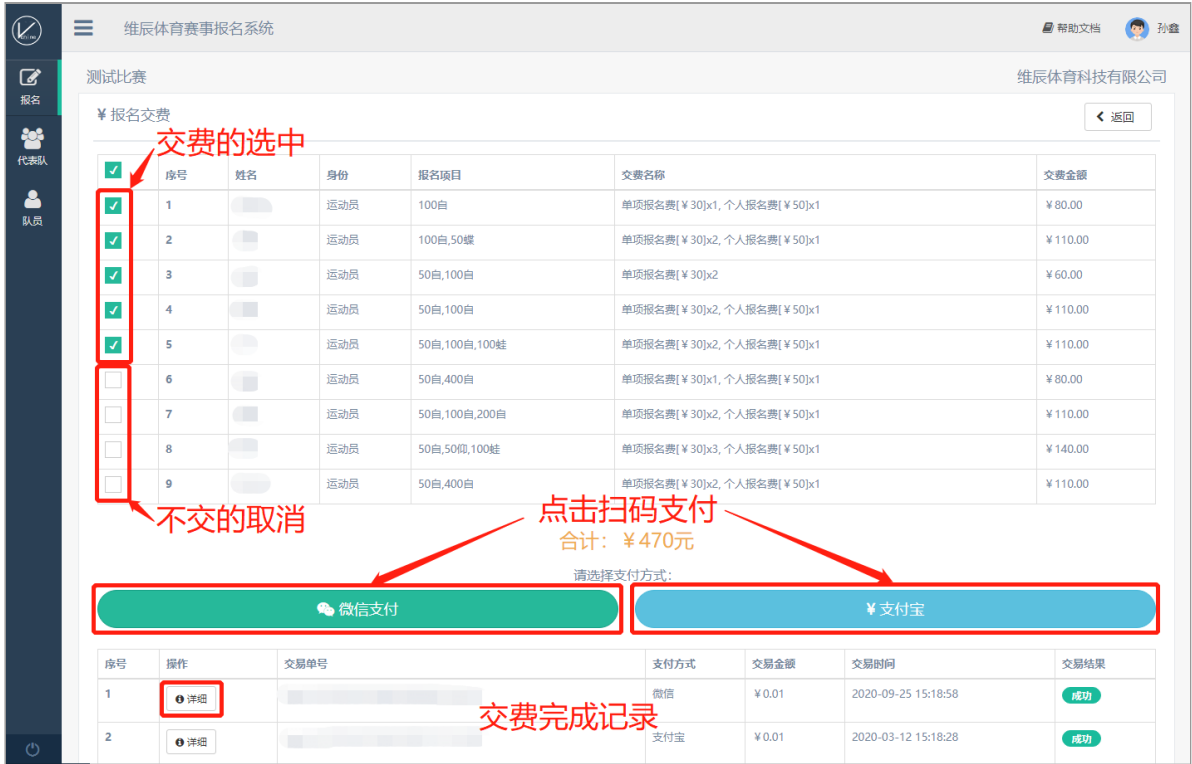 维辰体育赛事报名系统
帮助文档
孙鑫
报名
代表队
队员
测试比赛
维辰体育科技有限公司
¥ 报名交费
返回
交费的选中
序号 姓名 身份 报名项目 交费名称 交费金额
1 运动员 100自 单项报名费[¥30]x1, 个人报名费[¥50]x1 ¥80.00
2 运动员 100自,50蝶 单项报名费[¥30]x2, 个人报名费[¥50]x1 ¥110.00
3 运动员 50自,100自 单项报名费[¥30]x2 ¥60.00
4 运动员 50自,100自 单项报名费[¥30]x2, 个人报名费[¥50]x1 ¥110.00
5 运动员 50自,100自,100蛙 单项报名费[¥30]x2, 个人报名费[¥50]x1 ¥110.00
6 运动员 50自,400自 单项报名费[¥30]x1, 个人报名费[¥50]x1 ¥80.00
7 运动员 50自,100自,200自 单项报名费[¥30]x2, 个人报名费[¥50]x1 ¥110.00
8 运动员 50自,50仰,100蛙 单项报名费[¥30]x3, 个人报名费[¥50]x1 ¥140.00
9 运动员 50自,400自 单项报名费[¥30]x2, 个人报名费[¥50]x1 ¥110.00
不交的取消
点击扫码支付
合计：¥470元
请选择支付方式:
微信支付
¥支付宝
序号 操作 交易单号 支付方式 交易金额 交易时间 交易结果
1 详细 微信 ¥0.01 2020-09-25 15:18:58 成功
交费完成记录
2 详细 支付宝 ¥0.01 2020-03-12 15:18:28 成功